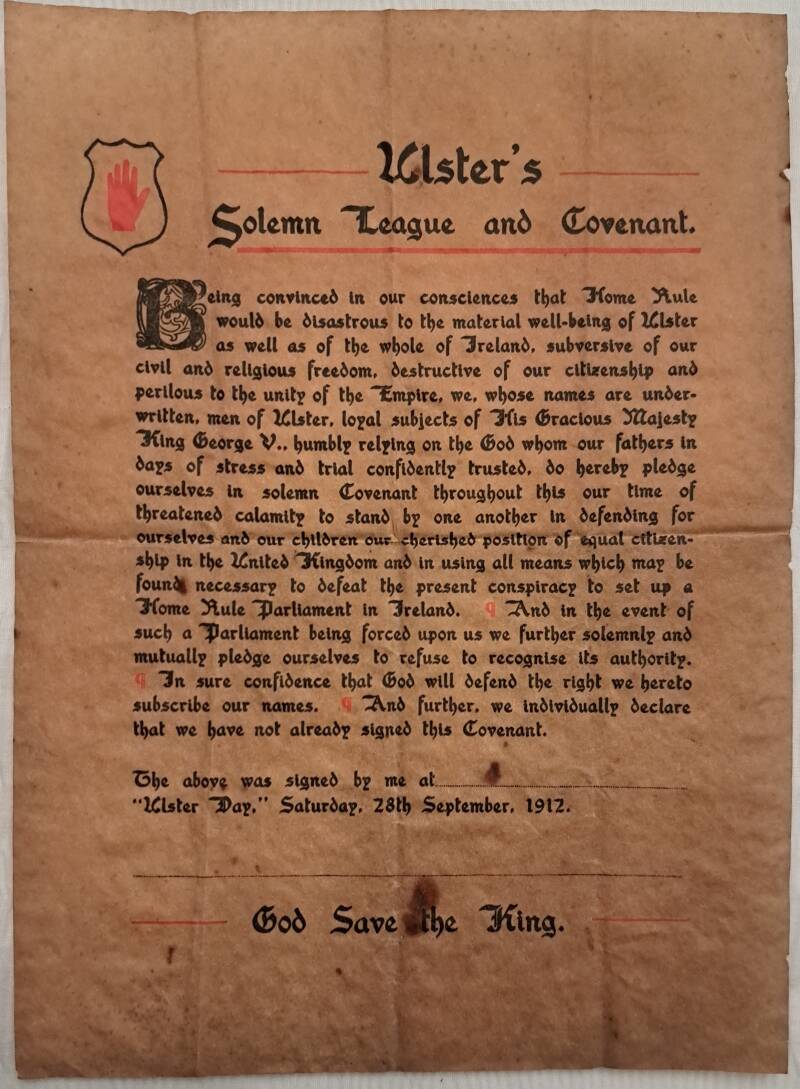 Ulster's
Solemn League and Covenant.
Being convinced in our consciences that Home Rule
would be disastrous to the material well-being of Ulster
as well as of the whole of Ireland, subversive of our
civil and religious freedom, destructive of our citizenship and
perilous to the unity of the Empire, we, whose names are under-
written, men of Ulster, loyal subjects of His Gracious Majesty
King George V., humbly relying on the God whom our fathers in
days of stress and trial confidently trusted, do hereby pledge
ourselves in solemn Covenant throughout this our time of
threatened calamity to stand by one another in defending for
ourselves and our children our cherished position of equal citizen-
ship in the United Kingdom and in using all means which may be
found necessary to defeat the present conspiracy to set up a
Home Rule Parliament in Ireland. ¶ And in the event of
such a Parliament being forced upon us we further solemnly and
mutually pledge ourselves to refuse to recognise its authority.
¶ In sure confidence that God will defend the right we hereto
subscribe our names. ¶ And further, we individually declare
that we have not already signed this Covenant.
The above was signed by me at
"Ulster Day," Saturday, 28th September, 1912.
God Save the King.